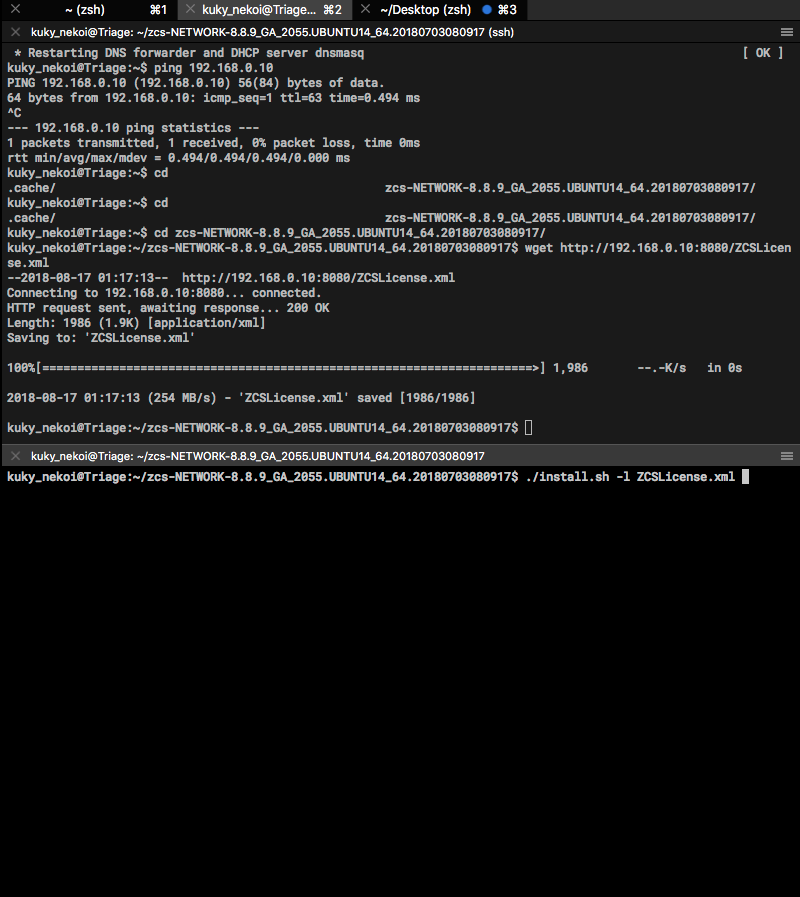 ~ (zsh) ⌘1 kuky_nekoi@Triage... ⌘2 ~/Desktop (zsh) ⌘3
kuky_nekoi@Triage: ~/zcs-NETWORK-8.8.9_GA_2055.UBUNTU14_64.20180703080917 (ssh)
* Restarting DNS forwarder and DHCP server dnsmasq [ OK ]
kuky_nekoi@Triage:~$ ping 192.168.0.10
PING 192.168.0.10 (192.168.0.10) 56(84) bytes of data.
64 bytes from 192.168.0.10: icmp_seq=1 ttl=63 time=0.494 ms
^C
--- 192.168.0.10 ping statistics ---
1 packets transmitted, 1 received, 0% packet loss, time 0ms
rtt min/avg/max/mdev = 0.494/0.494/0.494/0.000 ms
kuky_nekoi@Triage:~$ cd
.cache/ zcs-NETWORK-8.8.9_GA_2055.UBUNTU14_64.20180703080917/
kuky_nekoi@Triage:~$ cd
.cache/ zcs-NETWORK-8.8.9_GA_2055.UBUNTU14_64.20180703080917/
kuky_nekoi@Triage:~$ cd zcs-NETWORK-8.8.9_GA_2055.UBUNTU14_64.20180703080917/
kuky_nekoi@Triage:~/zcs-NETWORK-8.8.9_GA_2055.UBUNTU14_64.20180703080917$ wget http://192.168.0.10:8080/ZCSLicen
se.xml
--2018-08-17 01:17:13-- http://192.168.0.10:8080/ZCSLicense.xml
Connecting to 192.168.0.10:8080... connected.
HTTP request sent, awaiting response... 200 OK
Length: 1986 (1.9K) [application/xml]
Saving to: 'ZCSLicense.xml'
100%[======================================================================>] 1,986 --.-K/s in 0s
2018-08-17 01:17:13 (254 MB/s) - 'ZCSLicense.xml' saved [1986/1986]
kuky_nekoi@Triage:~/zcs-NETWORK-8.8.9_GA_2055.UBUNTU14_64.20180703080917$
kuky_nekoi@Triage: ~/zcs-NETWORK-8.8.9_GA_2055.UBUNTU14_64.20180703080917
kuky_nekoi@Triage:~/zcs-NETWORK-8.8.9_GA_2055.UBUNTU14_64.20180703080917$ ./install.sh -l ZCSLicense.xml